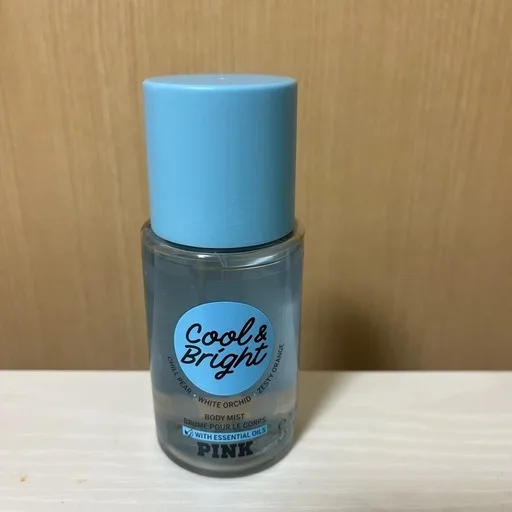 Cool &
Bright
CHILL PEAR · WHITE ORCHID · ZESTY ORANGE
BODY MIST
BRUME POUR LE CORPS
WITH ESSENTIAL OILS
PINK